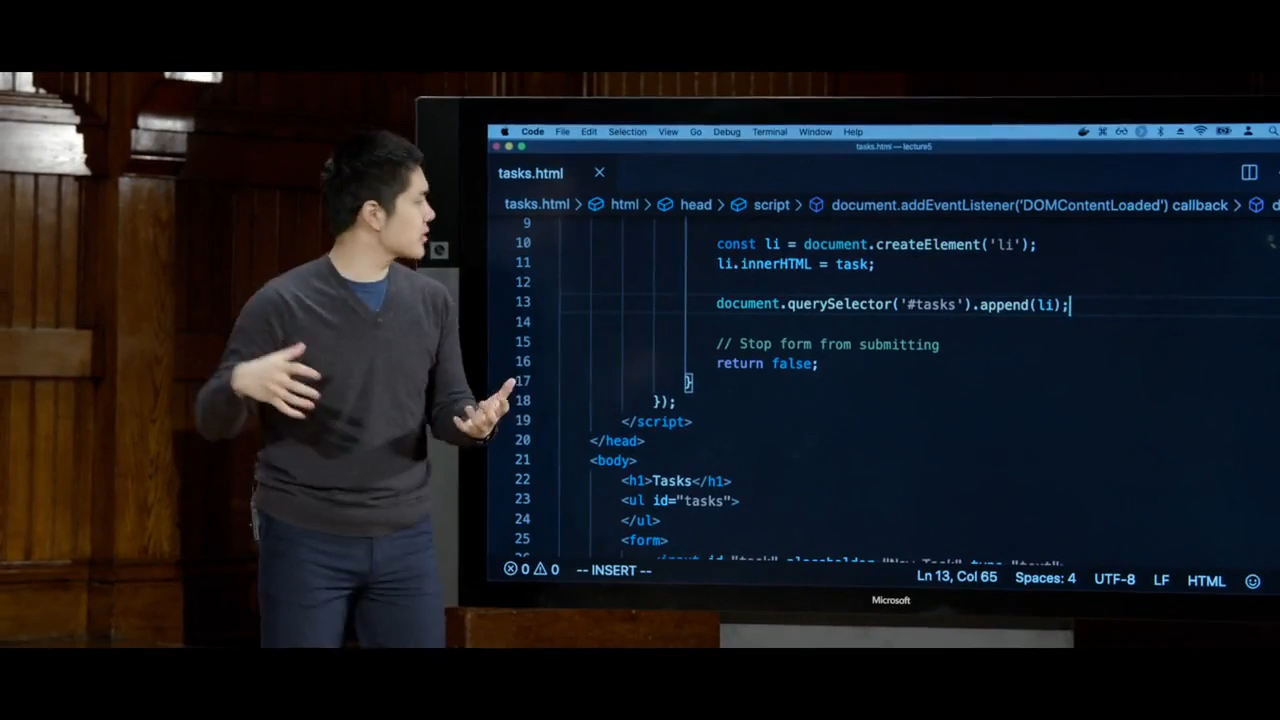 Code File Edit Selection View Go Debug Terminal Window Help
tasks.html — lecture5
tasks.html
tasks.html > html > head > script > document.addEventListener('DOMContentLoaded') callback >
9
10 const li = document.createElement('li');
11 li.innerHTML = task;
12
13 document.querySelector('#tasks').append(li);
14
15 // Stop form from submitting
16 return false;
17 }
18 });
19 </script>
20 </head>
21 <body>
22 <h1>Tasks</h1>
23 <ul id="tasks">
24 </ul>
25 <form>
0 0 -- INSERT -- Ln 13, Col 65 Spaces: 4 UTF-8 LF HTML
Microsoft